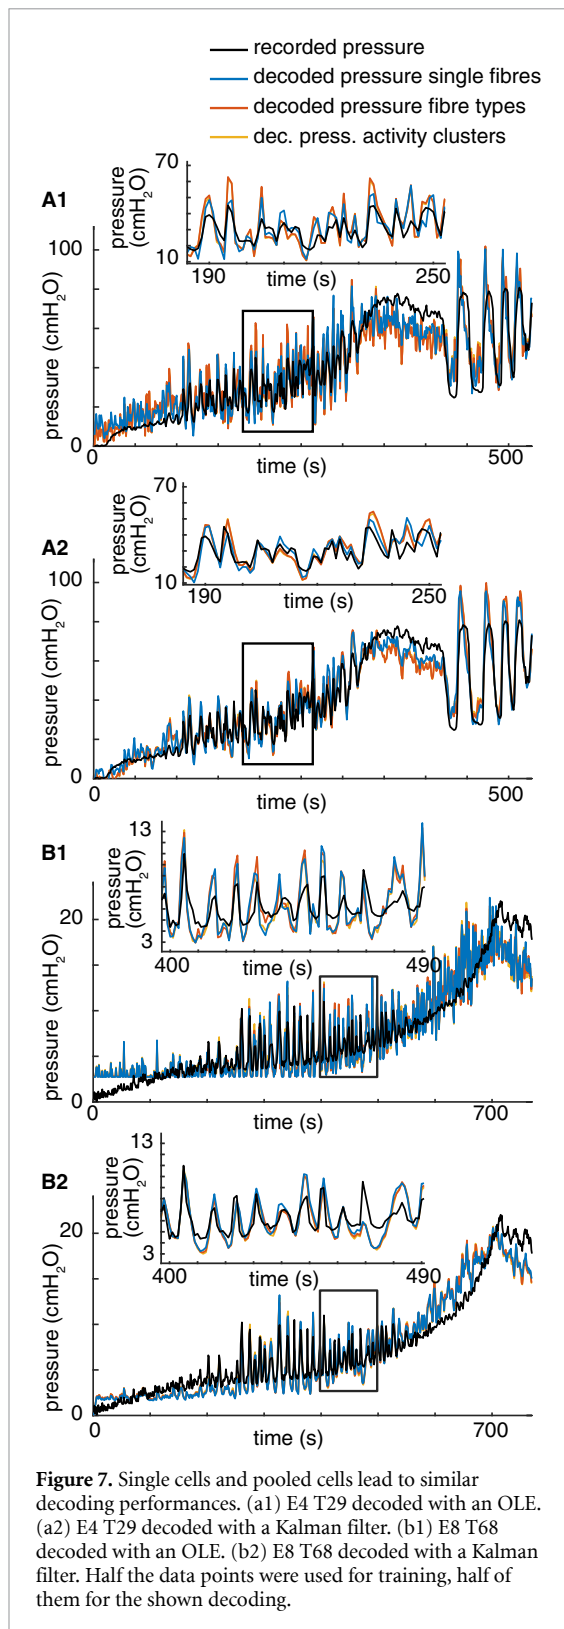 recorded pressure
decoded pressure single fibres
decoded pressure fibre types
dec. press. activity clusters
A1
pressure
(cmH2O)
70
10
190
250
time (s)
pressure (cmH2O)
100
0
0
500
time (s)
A2
pressure
(cmH2O)
70
10
190
250
time (s)
pressure (cmH2O)
100
0
0
500
time (s)
B1
pressure
(cmH2O)
13
3
400
490
time (s)
pressure (cmH2O)
20
0
0
700
time (s)
B2
pressure
(cmH2O)
13
3
400
490
time (s)
pressure (cmH2O)
20
0
0
700
time (s)
Figure 7. Single cells and pooled cells lead to similar
decoding performances. (a1) E4 T29 decoded with an OLE.
(a2) E4 T29 decoded with a Kalman filter. (b1) E8 T68
decoded with an OLE. (b2) E8 T68 decoded with a Kalman
filter. Half the data points were used for training, half of
them for the shown decoding.